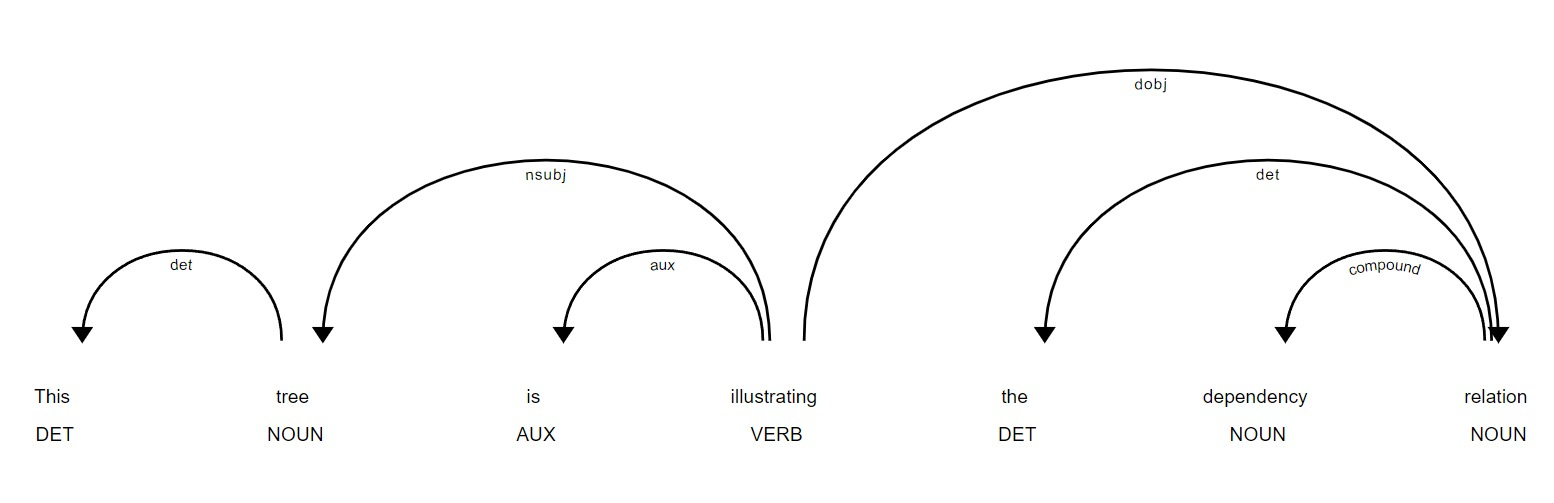 dobj
nsubj det
det aux compound
This tree is illustrating the dependency relation
DET NOUN AUX VERB DET NOUN NOUN